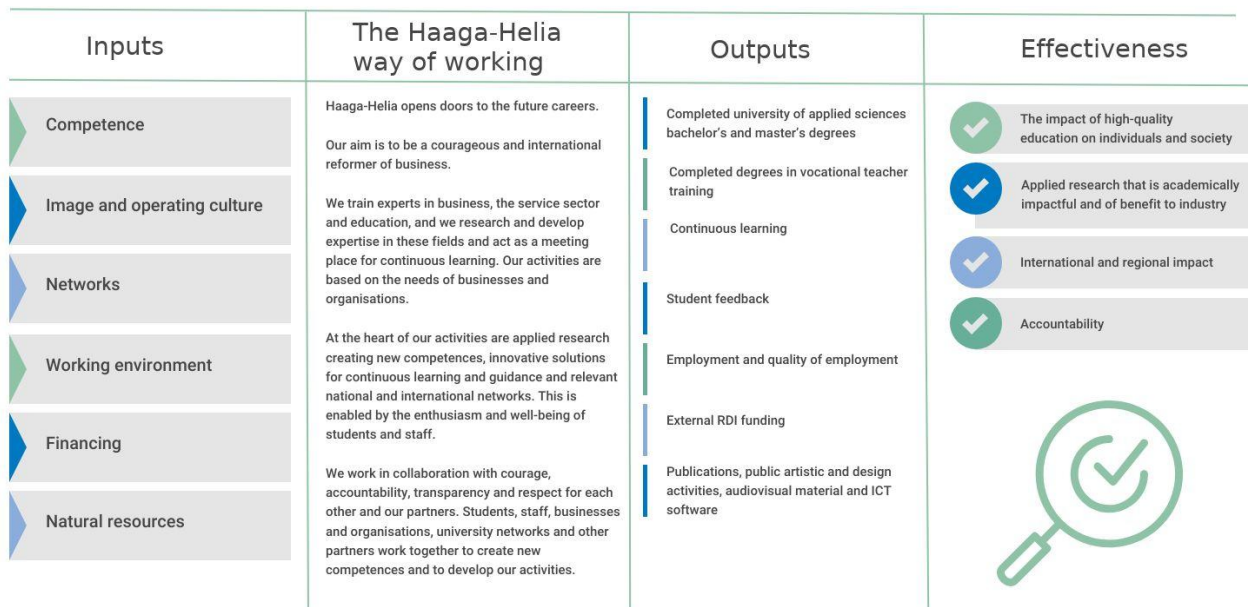 Inputs
Competence
Image and operating culture
Networks
Working environment
Financing
Natural resources
The Haaga-Helia
way of working
Haaga-Helia opens doors to the future careers.
Our aim is to be a courageous and international
reformer of business.
We train experts in business, the service sector
and education, and we research and develop
expertise in these fields and act as a meeting
place for continuous learning. Our activities are
based on the needs of businesses and
organisations.
At the heart of our activities are applied research
creating new competences, innovative solutions
for continuous learning and guidance and relevant
national and international networks. This is
enabled by the enthusiasm and well-being of
students and staff.
We work in collaboration with courage,
accountability, transparency and respect for each
other and our partners. Students, staff, businesses
and organisations, university networks and other
partners work together to create new
competences and to develop our activities.
Outputs
Completed university of applied sciences
bachelor's and master's degrees
Completed degrees in vocational teacher
training
Continuous learning
Student feedback
Employment and quality of employment
External RDI funding
Publications, public artistic and design
activities, audiovisual material and ICT
software
Effectiveness
The impact of high-quality
education on individuals and society
Applied research that is academically
impactful and of benefit to industry
International and regional impact
Accountability